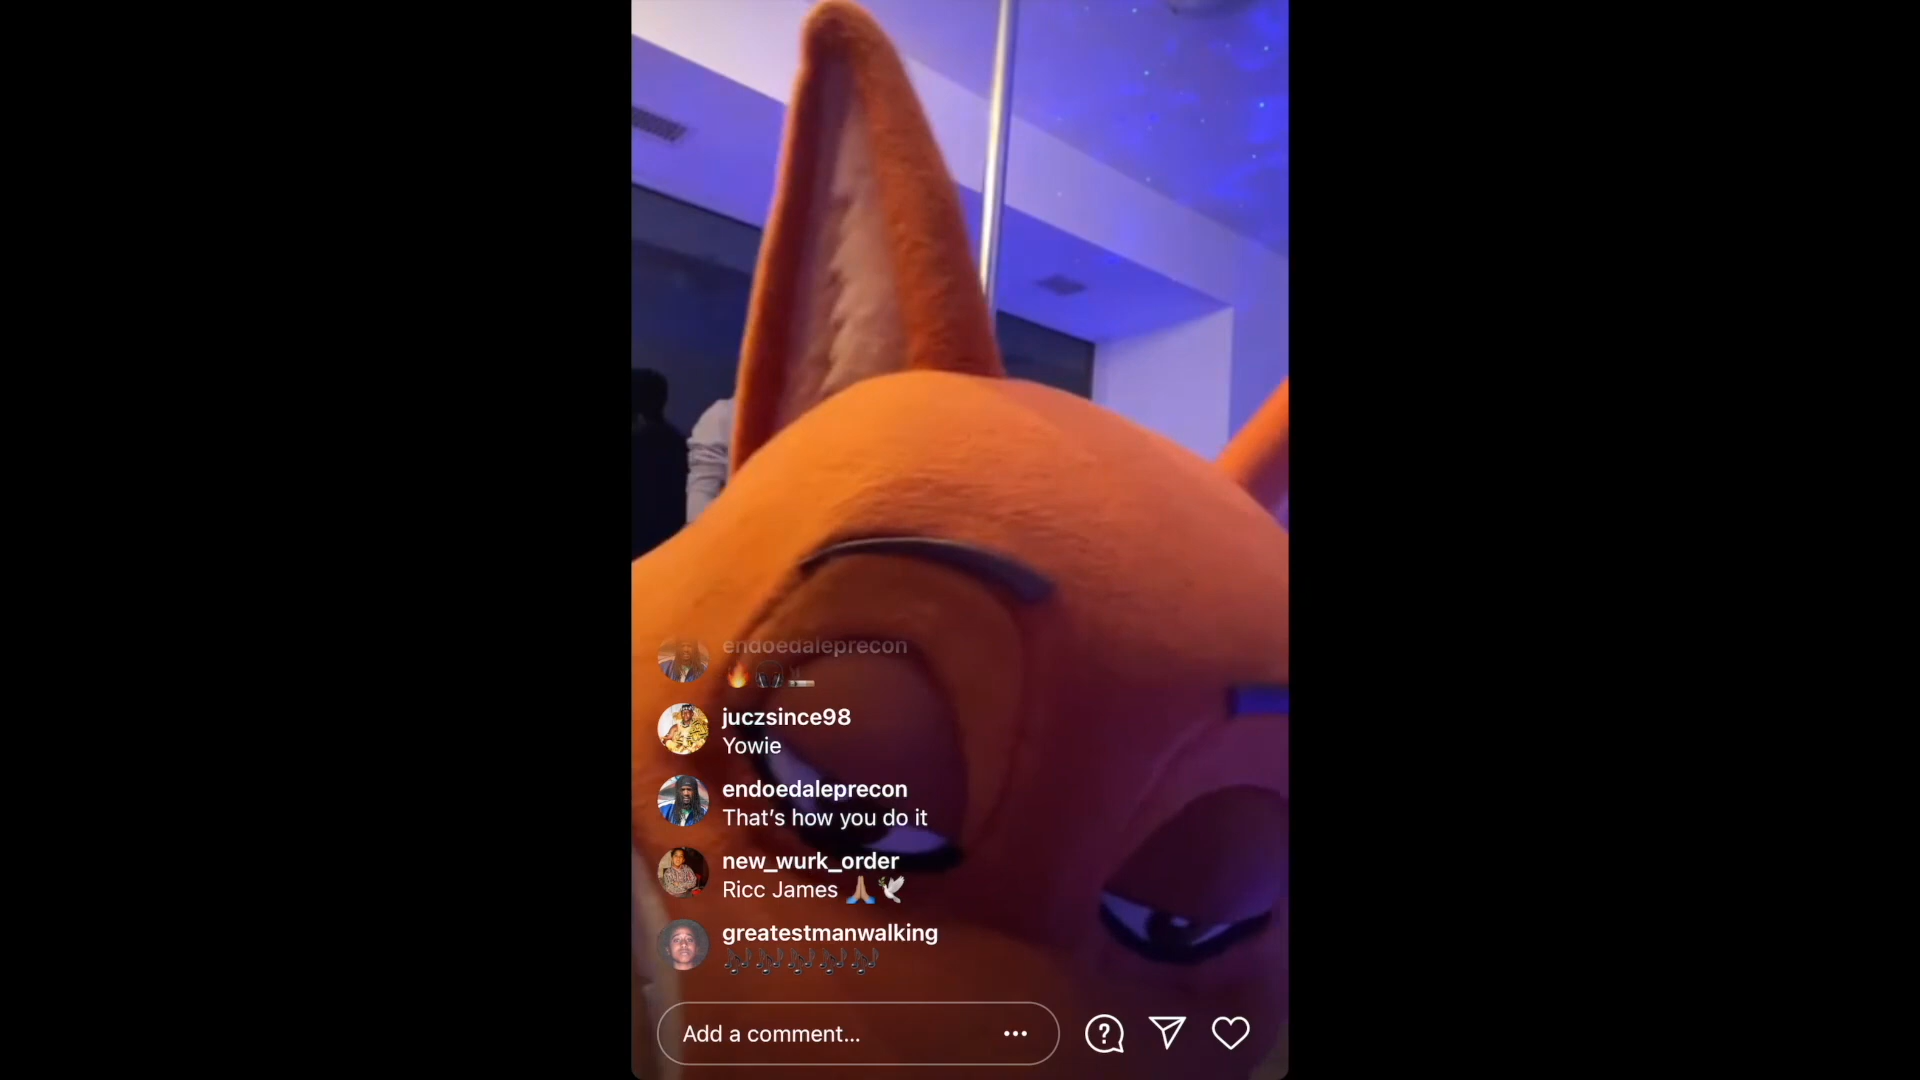 endoedaleprecon
🔥🎧🚬
juczsince98
Yowie
endoedaleprecon
That’s how you do it
new_wurk_order
Ricc James 🙏🏽🕊️
greatestmanwalking
🎶🎶🎶🎶🎶
Add a comment...